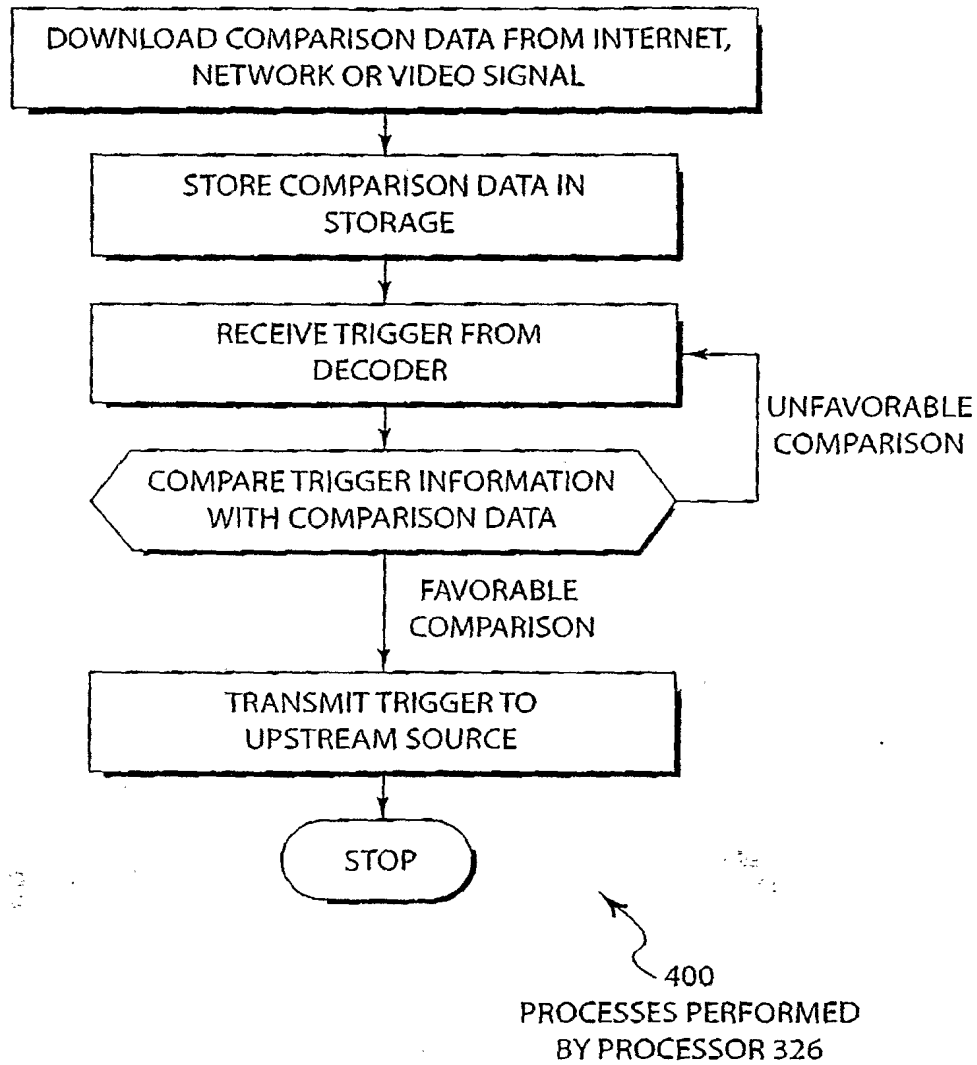 DOWNLOAD COMPARISON DATA FROM INTERNET,
NETWORK OR VIDEO SIGNAL
STORE COMPARISON DATA IN
STORAGE
RECEIVE TRIGGER FROM
DECODER
UNFAVORABLE
COMPARISON
COMPARE TRIGGER INFORMATION
WITH COMPARISON DATA
FAVORABLE
COMPARISON
TRANSMIT TRIGGER TO
UPSTREAM SOURCE
STOP
400
PROCESSES PERFORMED
BY PROCESSOR 326